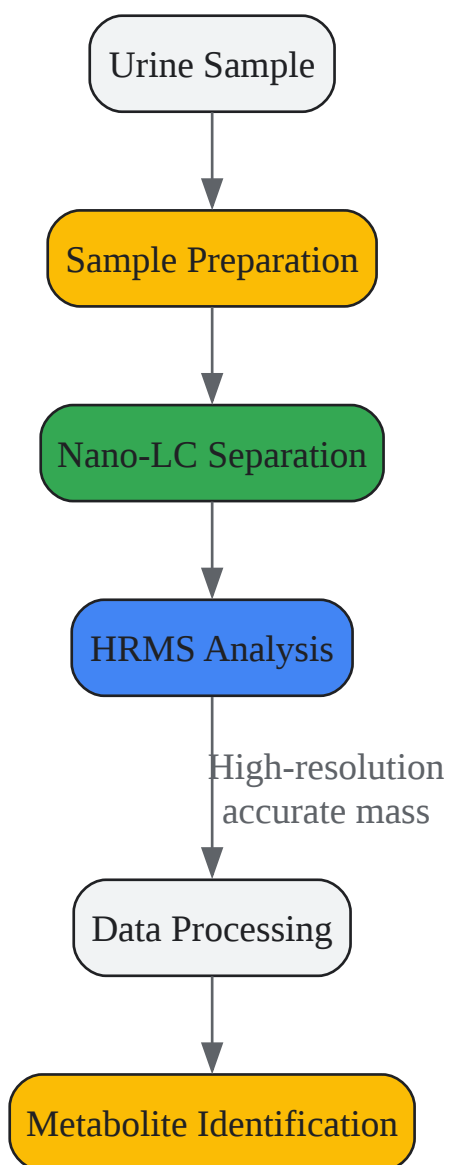 Urine Sample
Sample Preparation
Nano-LC Separation
HRMS Analysis
High-resolution
accurate mass
Data Processing
Metabolite Identification